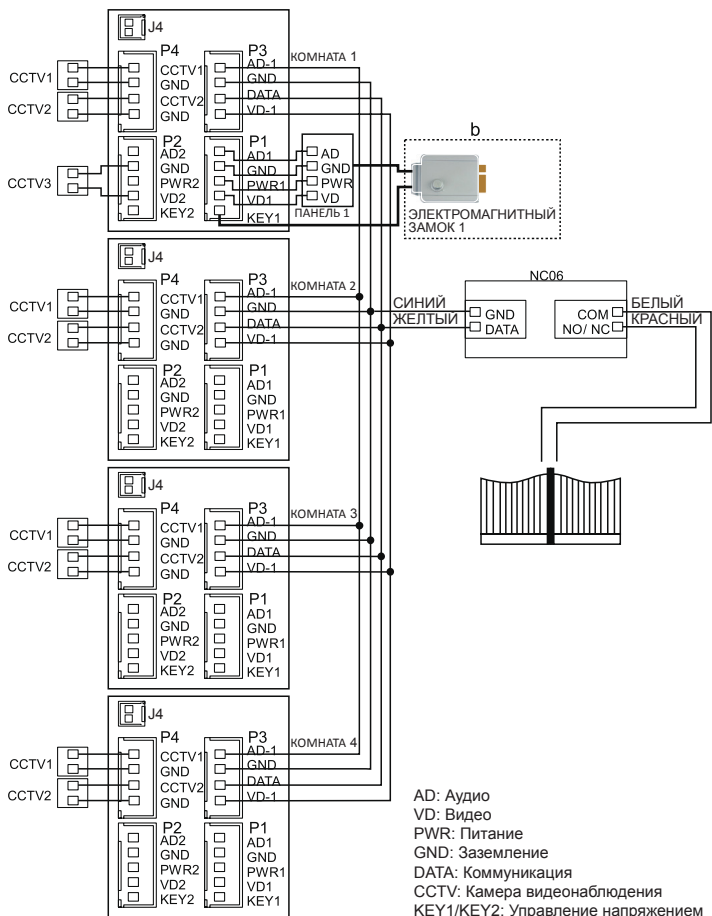 J4
P4
P3
КОМНАТА 1
CCTV1
CCTV2
CCTV1
GND
CCTV2
GND
AD-1
GND
DATA
VD-1
P2
P1
CCTV3
AD2
GND
PWR2
VD2
KEY2
AD1
GND
PWR1
VD1
KEY1
AD
GND
PWR
VD
ПАНЕЛЬ 1
b
ЭЛЕКТРОМАГНИТНЫЙ
ЗАМОК 1
J4
P4
P3
КОМНАТА 2
CCTV1
CCTV2
CCTV1
GND
CCTV2
GND
AD-1
GND
DATA
VD-1
P2
P1
AD2
GND
PWR2
VD2
KEY2
AD1
GND
PWR1
VD1
KEY1
NC06
СИНИЙ
ЖЕЛТЫЙ
GND
DATA
COM
NO/ NC
БЕЛЫЙ
КРАСНЫЙ
J4
P4
P3
КОМНАТА 3
CCTV1
CCTV2
CCTV1
GND
CCTV2
GND
AD-1
GND
DATA
VD-1
P2
P1
AD2
GND
PWR2
VD2
KEY2
AD1
GND
PWR1
VD1
KEY1
J4
P4
P3
КОМНАТА 4
CCTV1
CCTV2
CCTV1
GND
CCTV2
GND
AD-1
GND
DATA
VD-1
P2
P1
AD2
GND
PWR2
VD2
KEY2
AD1
GND
PWR1
VD1
KEY1
AD: Аудио
VD: Видео
PWR: Питание
GND: Заземление
DATA: Коммуникация
CCTV: Камера видеонаблюдения
KEY1/KEY2: Управление напряжением